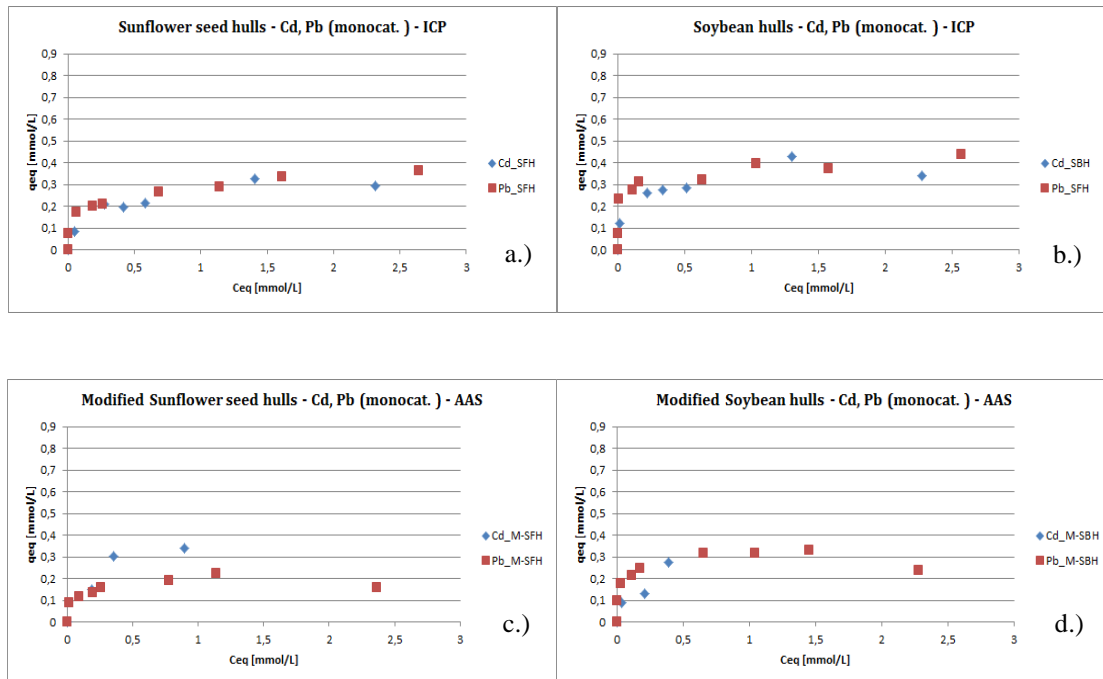 Sunflower seed hulls - Cd, Pb (monocat. ) - ICP
0,9
0,8
0,7
0,6
0,5
0,4
0,3
0,2
0,1
0
qeq [mmol/L]
0
0,5
1
1,5
2
2,5
3
Ceq [mmol/L]
Cd_SFH
Pb_SFH
a.)
Soybean hulls - Cd, Pb (monocat. ) - ICP
0,9
0,8
0,7
0,6
0,5
0,4
0,3
0,2
0,1
0,0
qeq [mmol/L]
0
0,5
1
1,5
2
2,5
3
Ceq [mmol/L]
Cd_SBH
Pb_SFH
b.)
Modified Sunflower seed hulls - Cd, Pb (monocat. ) - AAS
0,9
0,8
0,7
0,6
0,5
0,4
0,3
0,2
0,1
0
qeq [mmol/L]
0
0,5
1
1,5
2
2,5
3
Ceq [mmol/L]
Cd_M-SFH
Pb_M-SFH
c.)
Modified Soybean hulls - Cd, Pb (monocat. ) - AAS
0,9
0,8
0,7
0,6
0,5
0,4
0,3
0,2
0,1
0
qeq [mmol/L]
0
0,5
1
1,5
2
2,5
3
Ceq [mmol/L]
Cd_M-SBH
Pb_M-SBH
d.)